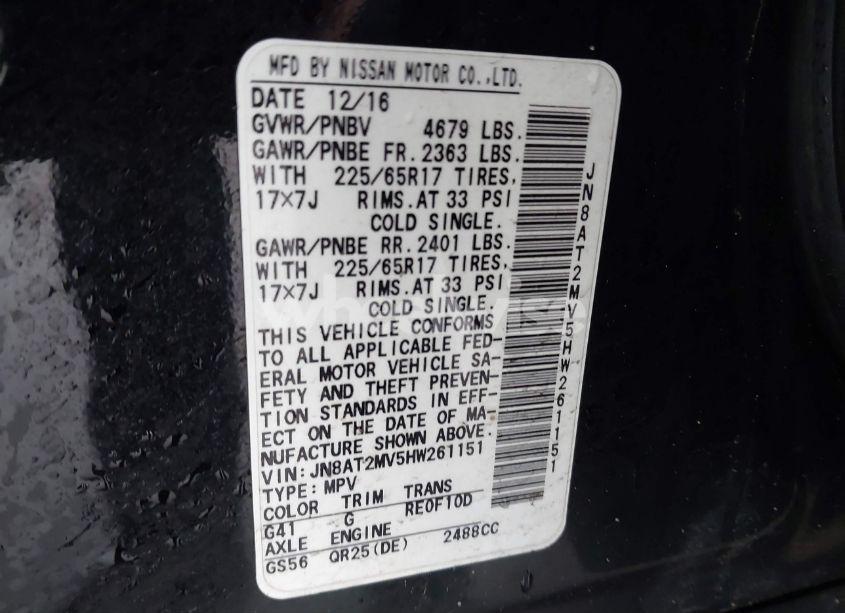 MFD BY NISSAN MOTOR CO.,LTD.
DATE 12/16
GVWR/PNBV 4679 LBS.
GAWR/PNBE FR. 2363 LBS.
WITH 225/65R17 TIRES,
17×7J RIMS.AT 33 PSI
COLD SINGLE.
GAWR/PNBE RR. 2401 LBS.
WITH 225/65R17 TIRES,
17×7J RIMS.AT 33 PSI
COLD SINGLE.
THIS VEHICLE CONFORMS
TO ALL APPLICABLE FED-
ERAL MOTOR VEHICLE SA-
FETY AND THEFT PREVEN-
TION STANDARDS IN EFF-
ECT ON THE DATE OF MA-
NUFACTURE SHOWN ABOVE.
VIN: JN8AT2MV5HW261151
TYPE: MPV
COLOR TRIM TRANS
G41 G RE0F10D
AXLE ENGINE
GS56 QR25(DE) 2488CC
JN8AT2MV5HW261151